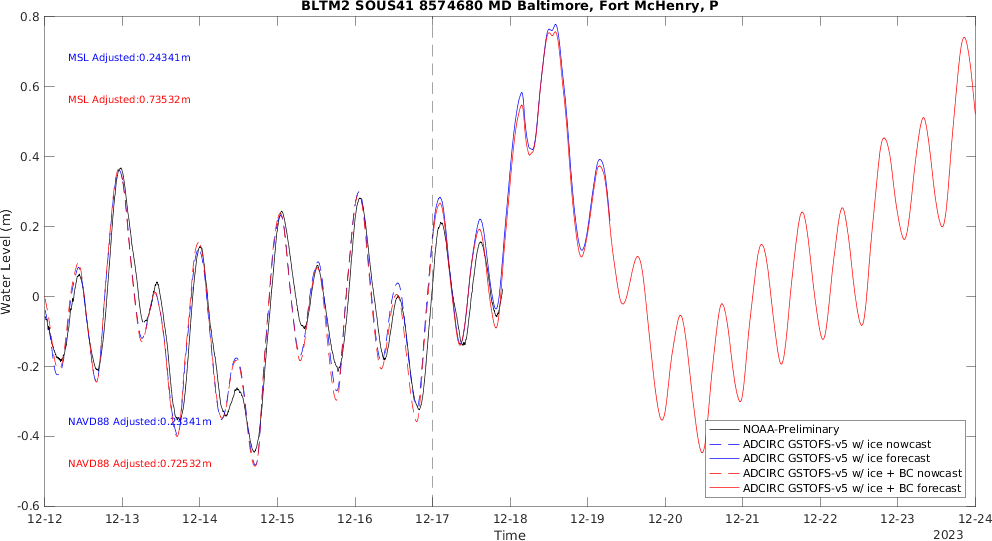 BLTM2 SOUS41 8574680 MD Baltimore, Fort McHenry, P
MSL Adjusted:0.24341m
MSL Adjusted:0.73532m
NAVD88 Adjusted:0.23341m
NAVD88 Adjusted:0.72532m
Water Level (m)
0.8
0.6
0.4
0.2
0
-0.2
-0.4
-0.6
NOAA-Preliminary
ADCIRC GSTOFS-v5 w/ ice nowcast
ADCIRC GSTOFS-v5 w/ ice forecast
ADCIRC GSTOFS-v5 w/ ice + BC nowcast
ADCIRC GSTOFS-v5 w/ ice + BC forecast
12-12 12-13 12-14 12-15 12-16 12-17 12-18 12-19 12-20 12-21 12-22 12-23 12-24
Time
2023